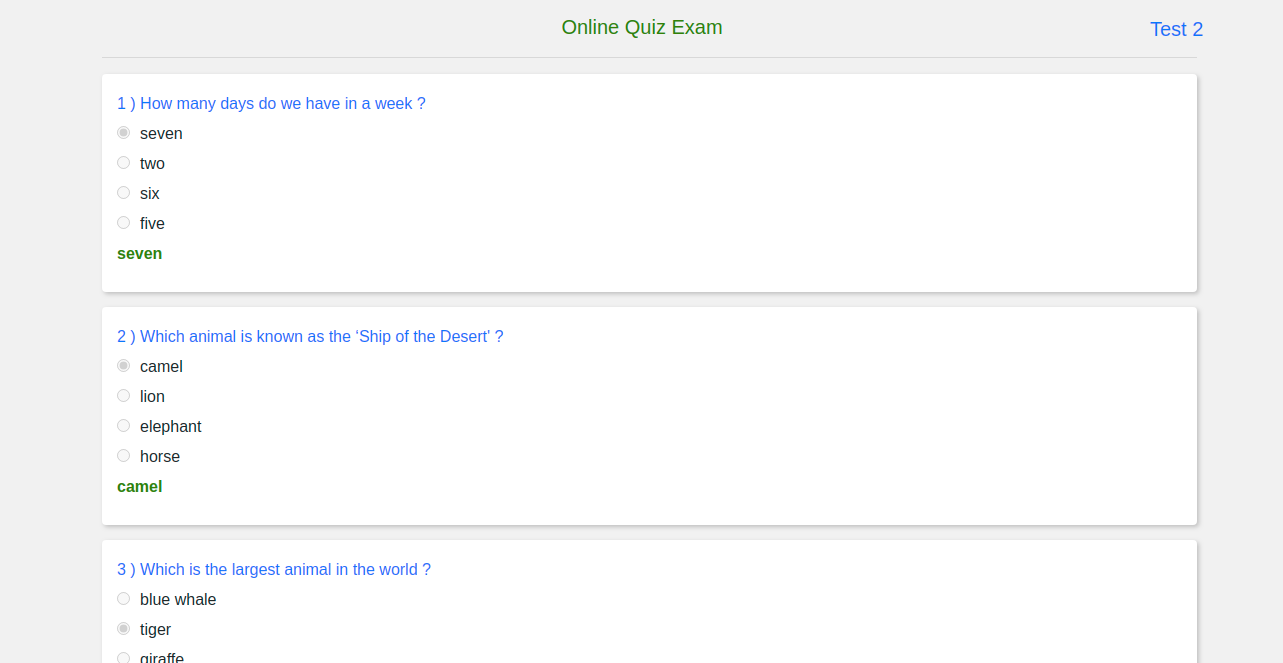 Online Quiz Exam
Test 2
1 ) How many days do we have in a week ?
seven
two
six
five
seven
2 ) Which animal is known as the ‘Ship of the Desert' ?
camel
lion
elephant
horse
camel
3 ) Which is the largest animal in the world ?
blue whale
tiger
giraffe